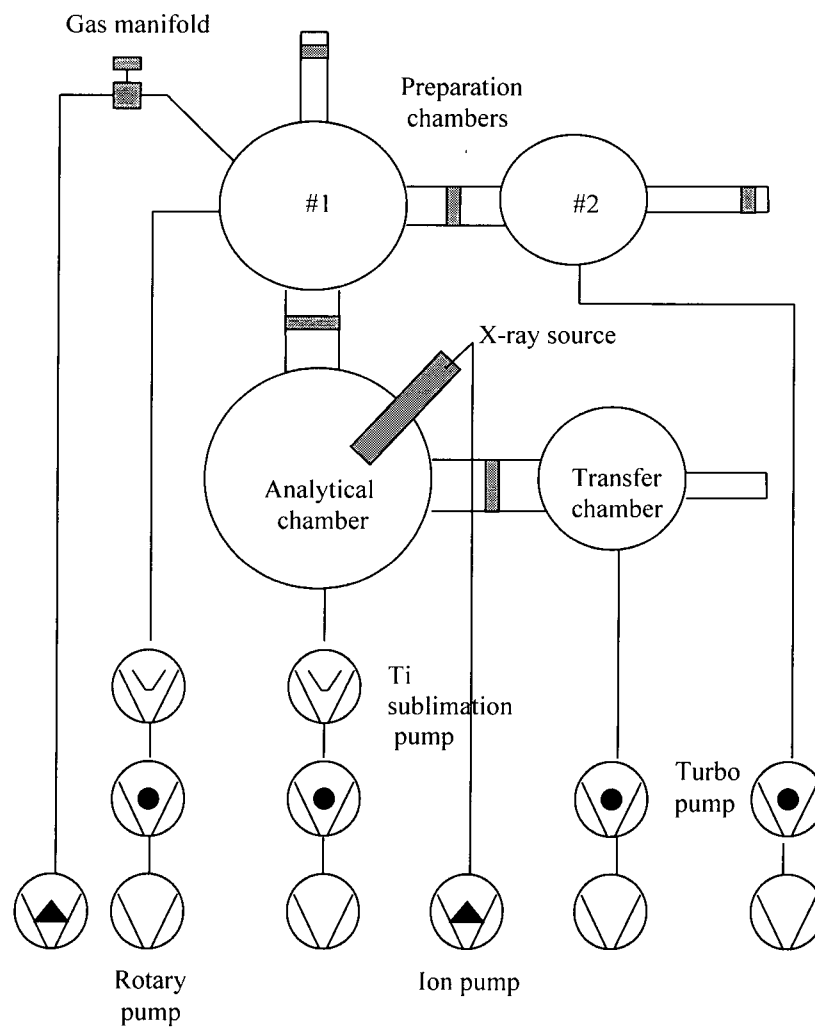 Gas manifold
Preparation
chambers
#1
#2
X-ray source
Analytical
chamber
Transfer
chamber
Ti
sublimation
pump
Turbo
pump
Rotary
pump
Ion pump